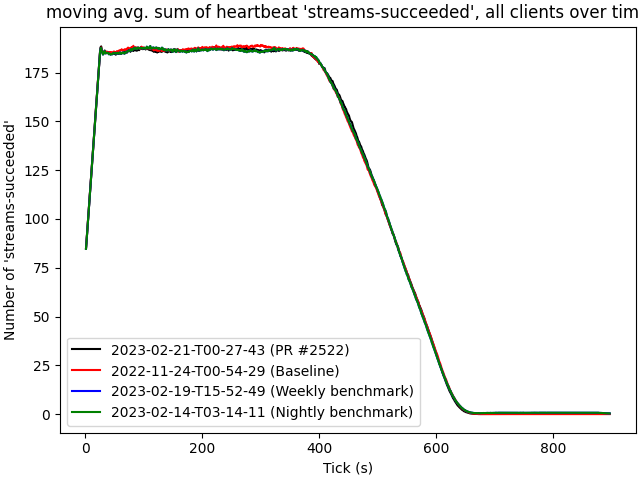 moving avg. sum of heartbeat 'streams-succeeded', all clients over tim
Number of 'streams-succeeded'
175
150
125
100
75
50
25
0
2023-02-21-T00-27-43 (PR #2522)
2022-11-24-T00-54-29 (Baseline)
2023-02-19-T15-52-49 (Weekly benchmark)
2023-02-14-T03-14-11 (Nightly benchmark)
0 200 400 600 800
Tick (s)